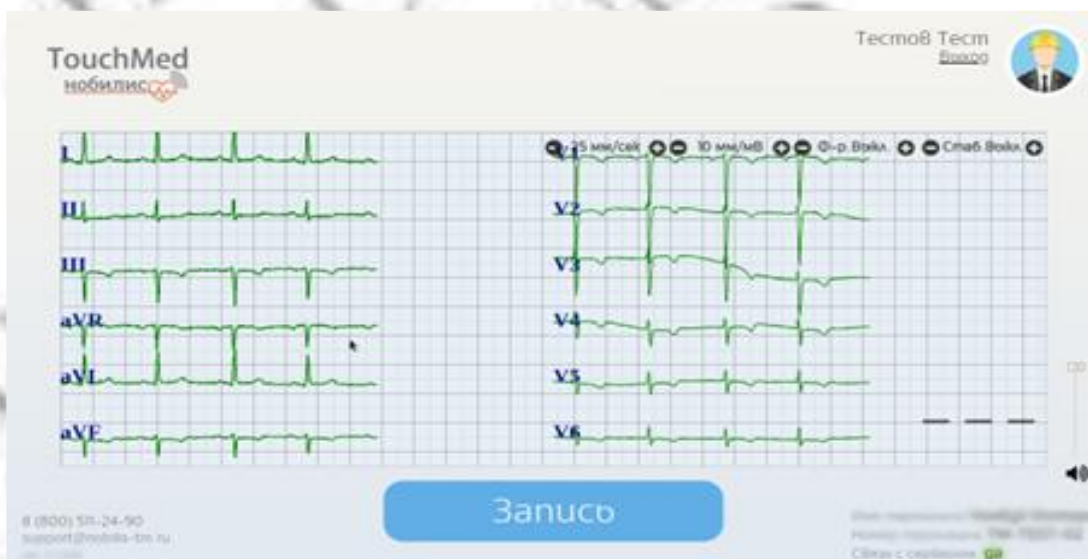 TouchMed
нобилис
Тестов Тест
Выход
I
II
III
aVR
aVL
aVF
25 мм/сек 10 мм/мВ Ф-р. Выкл. Стаб. Выкл.
V1
V2
V3
V4
V5
V6
Запись
8 (800) 511-24-90
support@nobilis-tm.ru
Связь с сервером